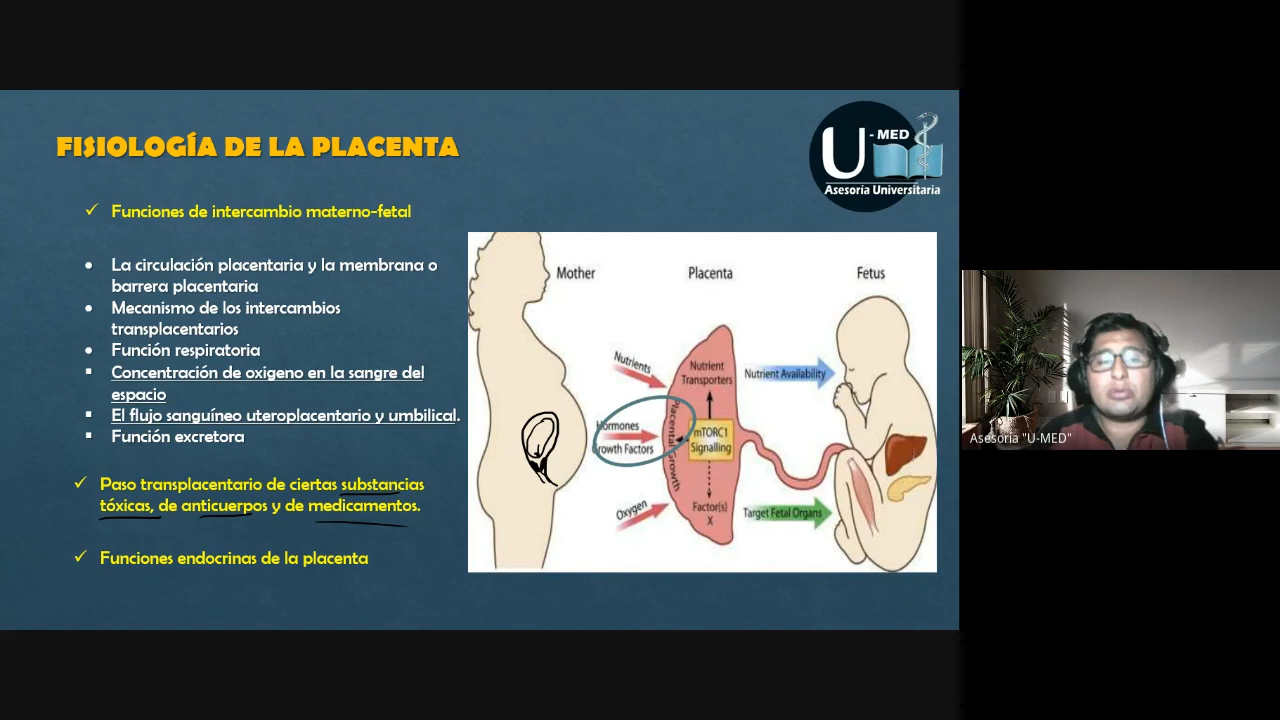 FISIOLOGÍA DE LA PLACENTA
U - MED
Asesoría Universitaria
Funciones de intercambio materno-fetal
La circulación placentaria y la membrana o
barrera placentaria
Mecanismo de los intercambios
transplacentarios
Función respiratoria
Concentración de oxigeno en la sangre del
espacio
El flujo sanguíneo uteroplacentario y umbilical.
Función excretora
Paso transplacentario de ciertas substancias
tóxicas, de anticuerpos y de medicamentos.
Funciones endocrinas de la placenta
Mother
Placenta
Fetus
Nutrients
Nutrient
Transporters
Nutrient Availability
Hormones
Growth Factors
Placental Growth
mTORC1
Signalling
Oxygen
Factor(s)
X
Target Fetal Organs
Asesoria "U-MED"